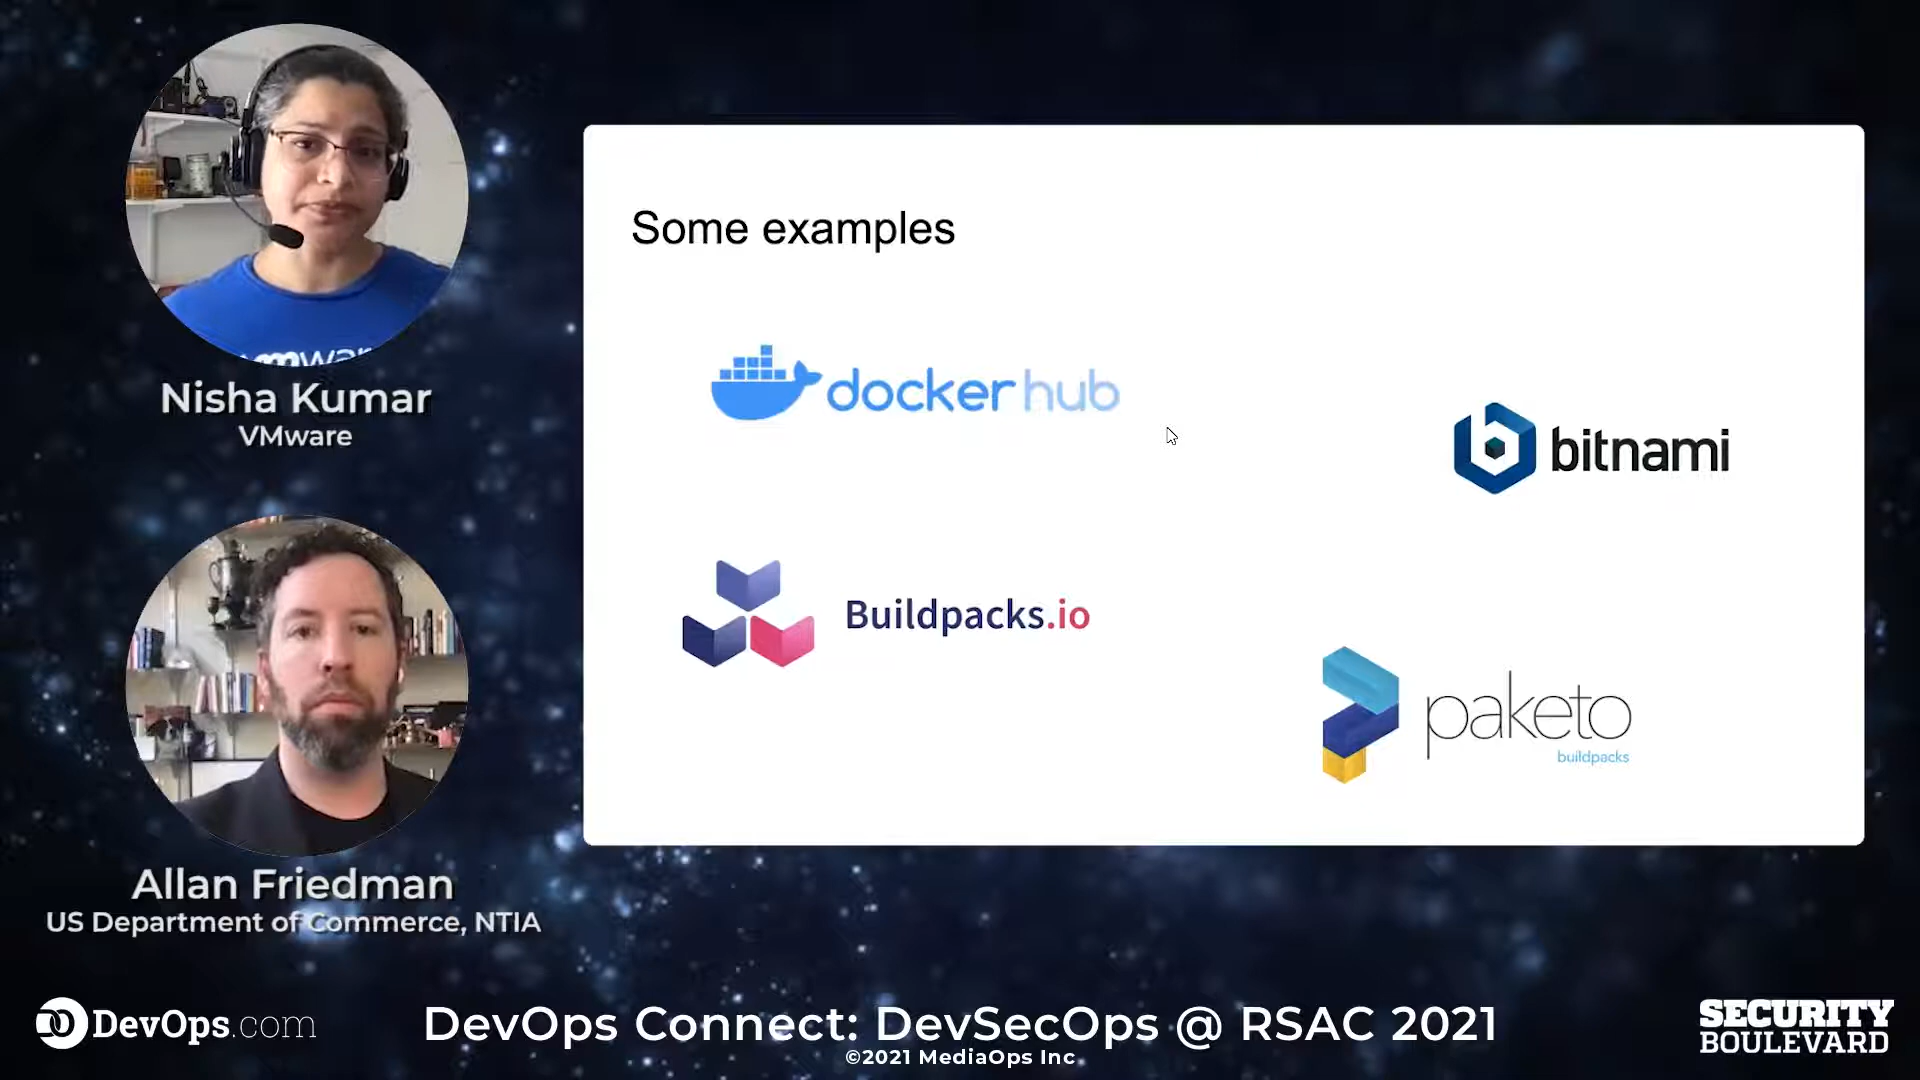 vmware
Nisha Kumar
VMware
Allan Friedman
US Department of Commerce, NTIA
Some examples
docker hub
bitnami
Buildpacks.io
paketo
buildpacks
DevOps.com
DevOps Connect: DevSecOps @ RSAC 2021
©2021 MediaOps Inc
SECURITY
BOULEVARD